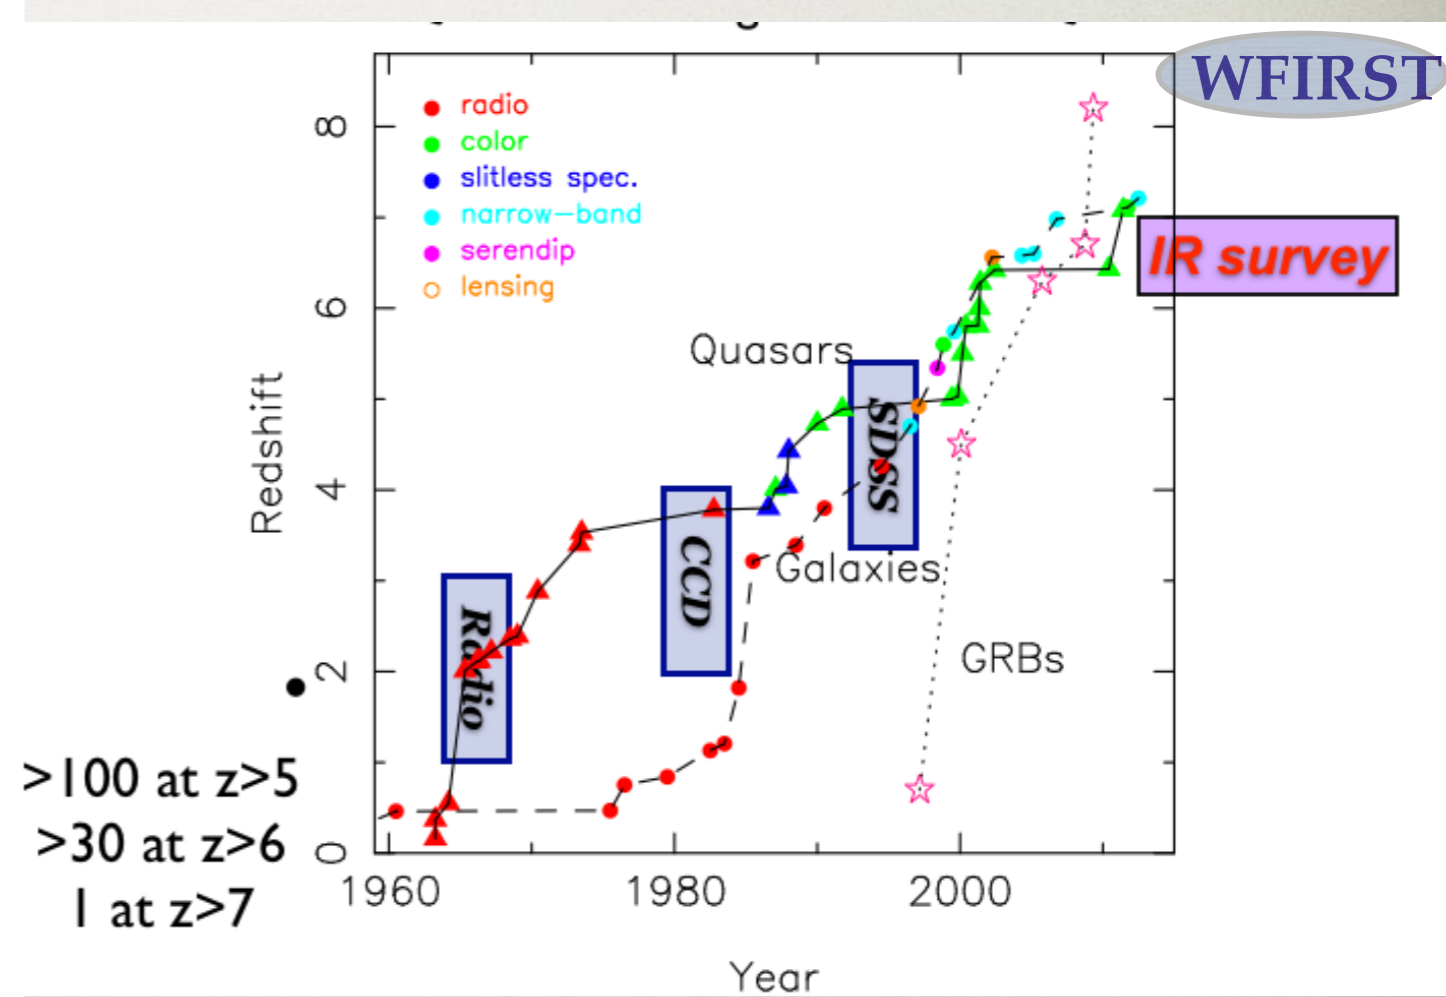 WFIRST
radio
color
slitless spec.
narrow-band
serendip
lensing
8
6
4
2
0
Redshift
IR survey
Quasars
SDSS
CCD
Galaxies
Radio
GRBs
>100 at z>5
>30 at z>6
1 at z>7
1960 1980 2000
Year